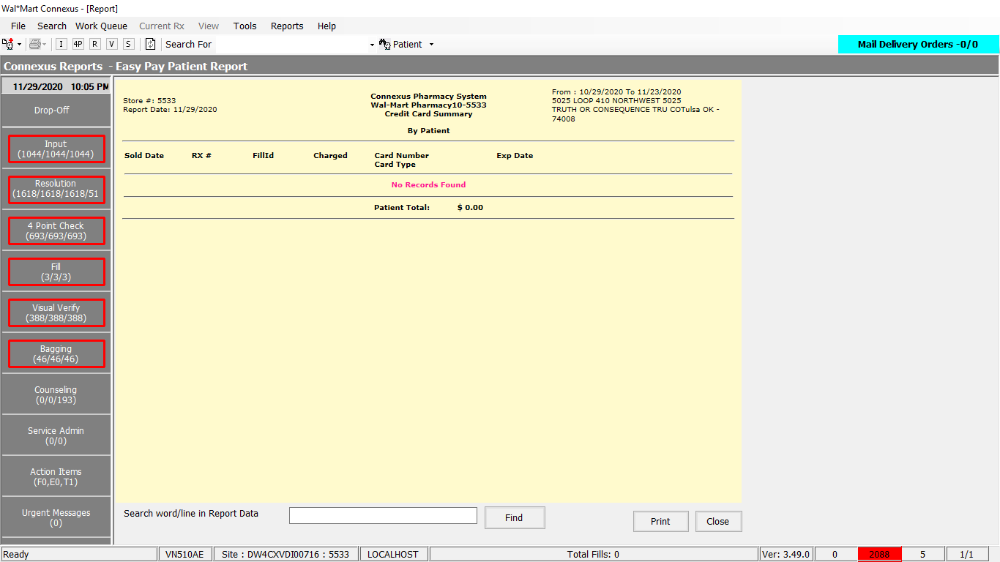 Wal*Mart Connexus - [Report]
File Search Work Queue Current Rx View Tools Reports Help
I 4P R V S Search For Patient Mail Delivery Orders -0/0
Connexus Reports - Easy Pay Patient Report
11/29/2020 10:05 PM
Drop-Off
Input
(1044/1044/1044)
Resolution
(1618/1618/1618/51
4 Point Check
(693/693/693)
Fill
(3/3/3)
Visual Verify
(388/388/388)
Bagging
(46/46/46)
Counseling
(0/0/193)
Service Admin
(0/0)
Action Items
(F0,E0,T1)
Urgent Messages
(0)
Store #: 5533
Report Date: 11/29/2020
Connexus Pharmacy System
Wal-Mart Pharmacy10-5533
Credit Card Summary
By Patient
From : 10/29/2020 To 11/23/2020
5025 LOOP 410 NORTHWEST 5025
TRUTH OR CONSEQUENCE TRU COTulsa OK -
74008
Sold Date RX # FillId Charged Card Number Exp Date
Card Type
No Records Found
Patient Total: $ 0.00
Search word/line in Report Data Find Print Close
Ready VN510AE Site : DW4CXVDI00716 : 5533 LOCALHOST Total Fills: 0 Ver: 3.49.0 0 2088 5 1/1